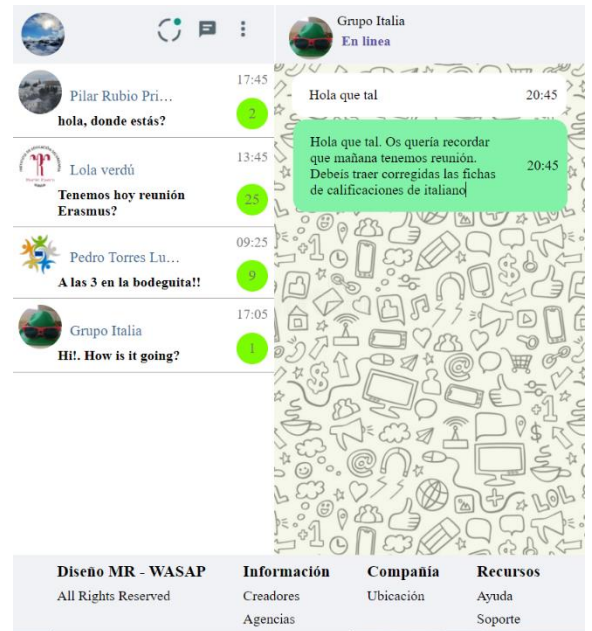 Grupo Italia
En linea
17:45
Pilar Rubio Pri...
hola, donde estás?
2
13:45
Lola verdú
Tenemos hoy reunión
Erasmus?
25
09:25
Pedro Torres Lu...
A las 3 en la bodeguita!!
9
17:05
Grupo Italia
Hi!. How is it going?
1
Hola que tal
20:45
Hola que tal. Os quería recordar
que mañana tenemos reunión.
Debeis traer corregidas las fichas
de calificaciones de italiano
20:45
LOL
LOL
Diseño MR - WASAP
All Rights Reserved
Información
Creadores
Agencias
Compañia
Ubicación
Recursos
Ayuda
Soporte